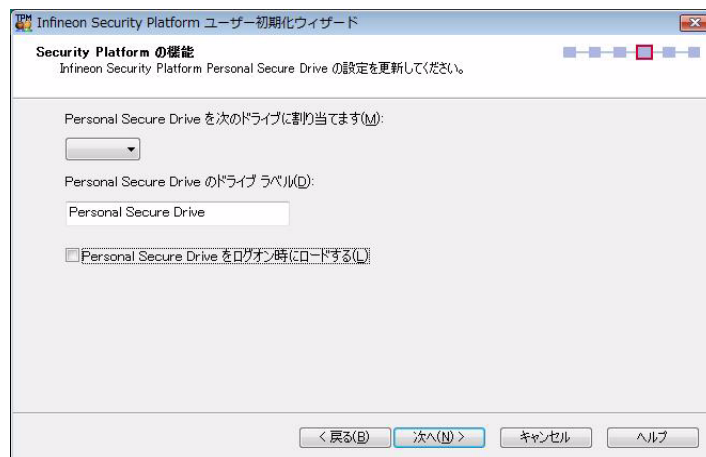 TPM
Infineon Security Platform ユーザー初期化ウィザード
Security Platform の機能
Infineon Security Platform Personal Secure Drive の設定を更新してください。
Personal Secure Drive を次のドライブに割り当てます(M):
Personal Secure Drive のドライブ ラベル(D):
Personal Secure Drive
Personal Secure Drive をログオン時にロードする(L)
< 戻る(B)
次へ(N) >
キャンセル
ヘルプ